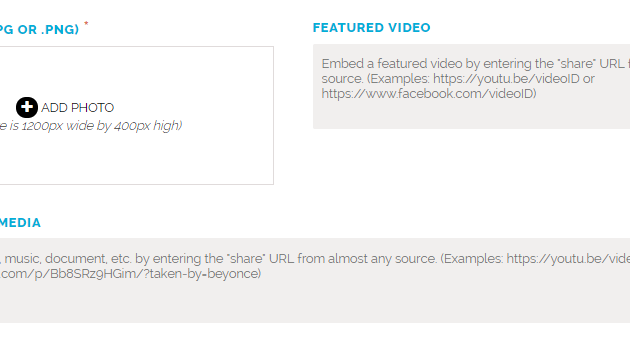 PG OR .PNG) *
ADD PHOTO
e is 1200px wide by 400px high)
FEATURED VIDEO
Embed a featured video by entering the "share" URL f
source. (Examples: https://youtu.be/videoID or
https://www.facebook.com/videoID)
MEDIA
, music, document, etc. by entering the "share" URL from almost any source. (Examples: https://youtu.be/vide
.com/p/Bb8SRz9HGim/?taken-by=beyonce)